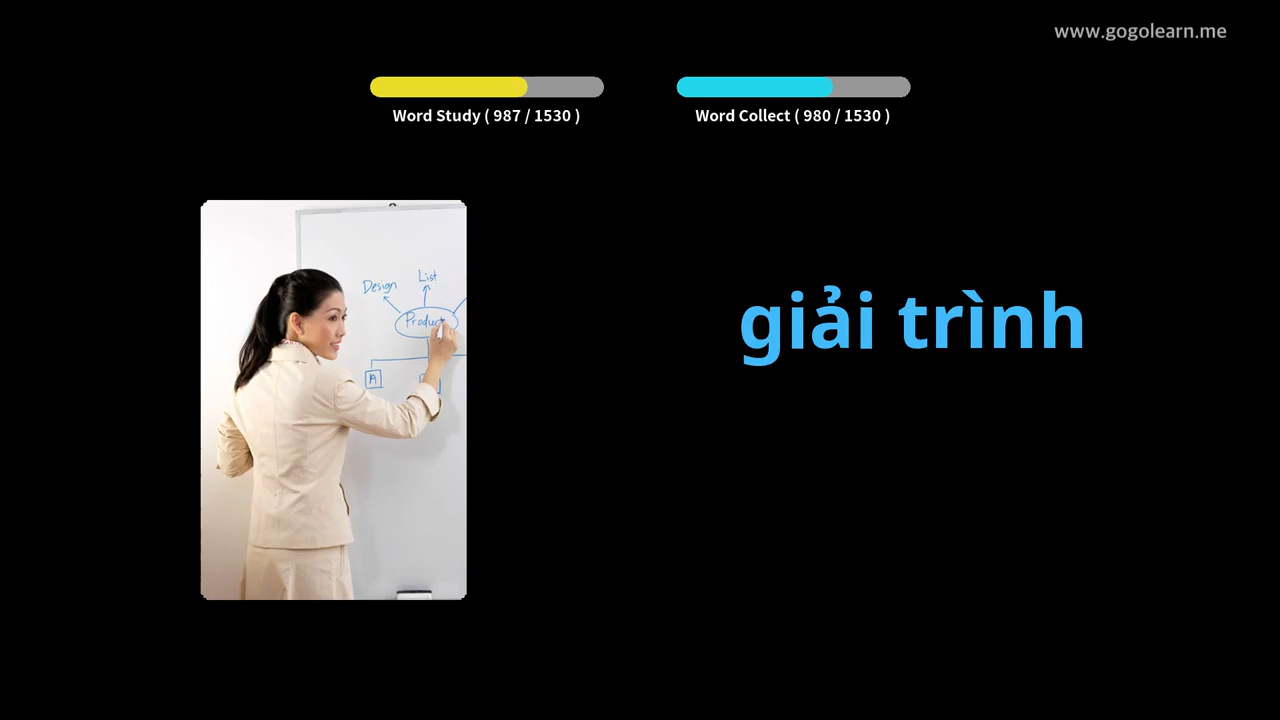 www.gogolearn.me
Word Study ( 987 / 1530 )
Word Collect ( 980 / 1530 )
List
Design
Product
A
giải trình